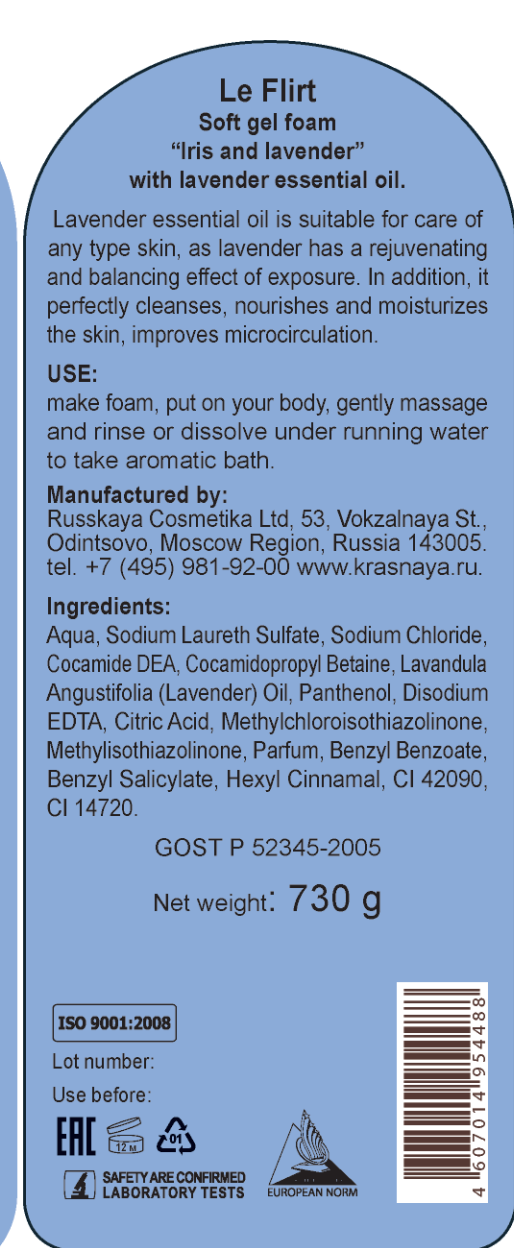 Le Flirt
Soft gel foam
“Iris and lavender”
with lavender essential oil.
Lavender essential oil is suitable for care of
any type skin, as lavender has a rejuvenating
and balancing effect of exposure. In addition, it
perfectly cleanses, nourishes and moisturizes
the skin, improves microcirculation.
USE:
make foam, put on your body, gently massage
and rinse or dissolve under running water
to take aromatic bath.
Manufactured by:
Russkaya Cosmetika Ltd, 53, Vokzalnaya St.,
Odintsovo, Moscow Region, Russia 143005.
tel. +7 (495) 981-92-00 www.krasnaya.ru.
Ingredients:
Aqua, Sodium Laureth Sulfate, Sodium Chloride,
Cocamide DEA, Cocamidopropyl Betaine, Lavandula
Angustifolia (Lavender) Oil, Panthenol, Disodium
EDTA, Citric Acid, Methylchloroisothiazolinone,
Methylisothiazolinone, Parfum, Benzyl Benzoate,
Benzyl Salicylate, Hexyl Cinnamal, CI 42090,
CI 14720.
GOST P 52345-2005
Net weight: 730 g
ISO 9001:2008
Lot number:
Use before:
EAC
12 м
01
SAFETY ARE CONFIRMED
LABORATORY TESTS
EUROPEAN NORM
4 607014 954488